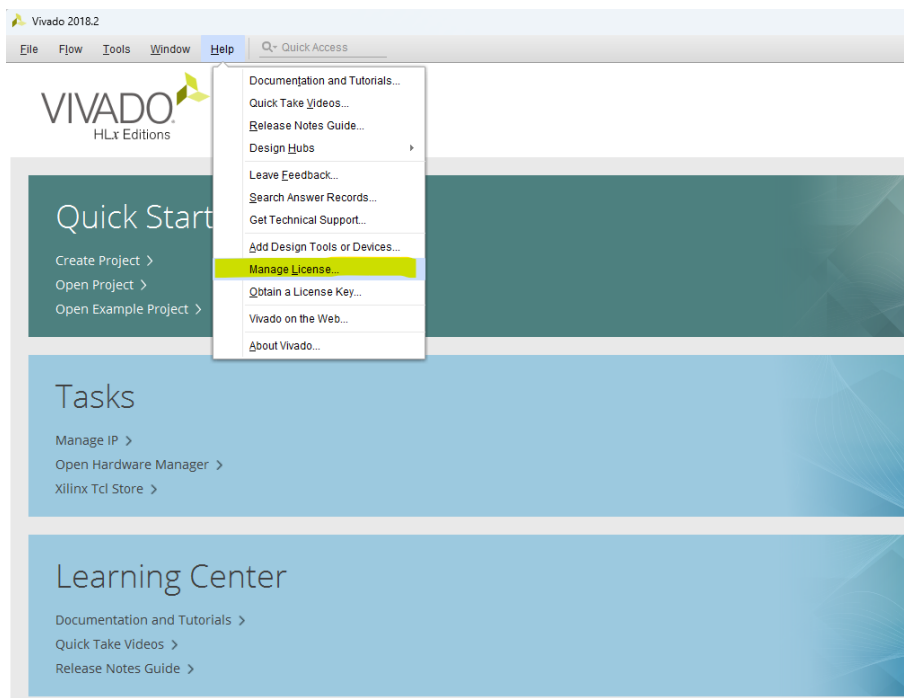 Vivado 2018.2
File Flow Tools Window Help Quick Access
VIVADO.
HLx Editions
Documentation and Tutorials...
Quick Take Videos...
Release Notes Guide...
Design Hubs
Leave Feedback...
Search Answer Records...
Get Technical Support...
Add Design Tools or Devices...
Manage License...
Obtain a License Key...
Vivado on the Web...
About Vivado...
Quick Start
Create Project >
Open Project >
Open Example Project >
Tasks
Manage IP >
Open Hardware Manager >
Xilinx Tcl Store >
Learning Center
Documentation and Tutorials >
Quick Take Videos >
Release Notes Guide >